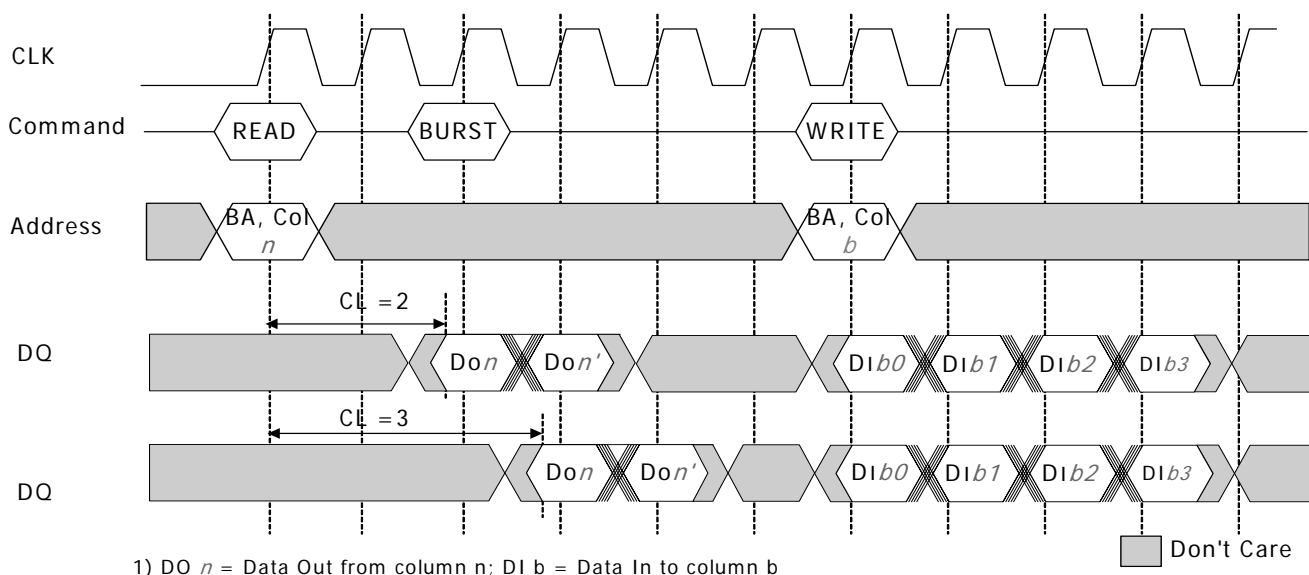 CLK
Command READ BURST WRITE
Address BA, Col n BA, Col b
CL =2
DQ Don Don' DIb0 DIb1 DIb2 DIb3
CL =3
DQ Don Don' DIb0 DIb1 DIb2 DIb3
Don't Care
1) DO n = Data Out from column n; DI b = Data In to column b